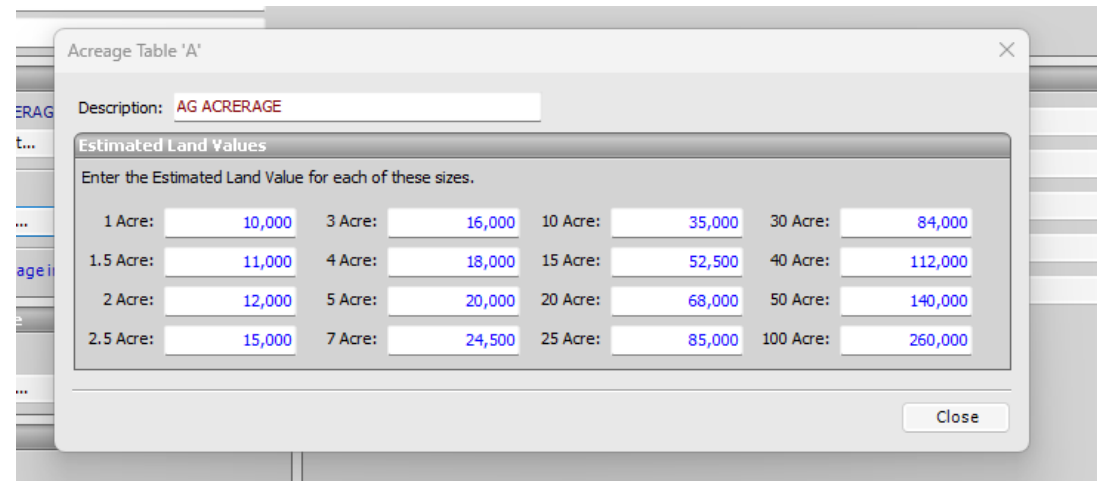 Acreage Table 'A'
ERAG
Description: AG ACRERAGE
t...
Estimated Land Values
Enter the Estimated Land Value for each of these sizes.
1 Acre: 10,000 3 Acre: 16,000 10 Acre: 35,000 30 Acre: 84,000
...
1.5 Acre: 11,000 4 Acre: 18,000 15 Acre: 52,500 40 Acre: 112,000
age i
2 Acre: 12,000 5 Acre: 20,000 20 Acre: 68,000 50 Acre: 140,000
e
2.5 Acre: 15,000 7 Acre: 24,500 25 Acre: 85,000 100 Acre: 260,000
...
Close